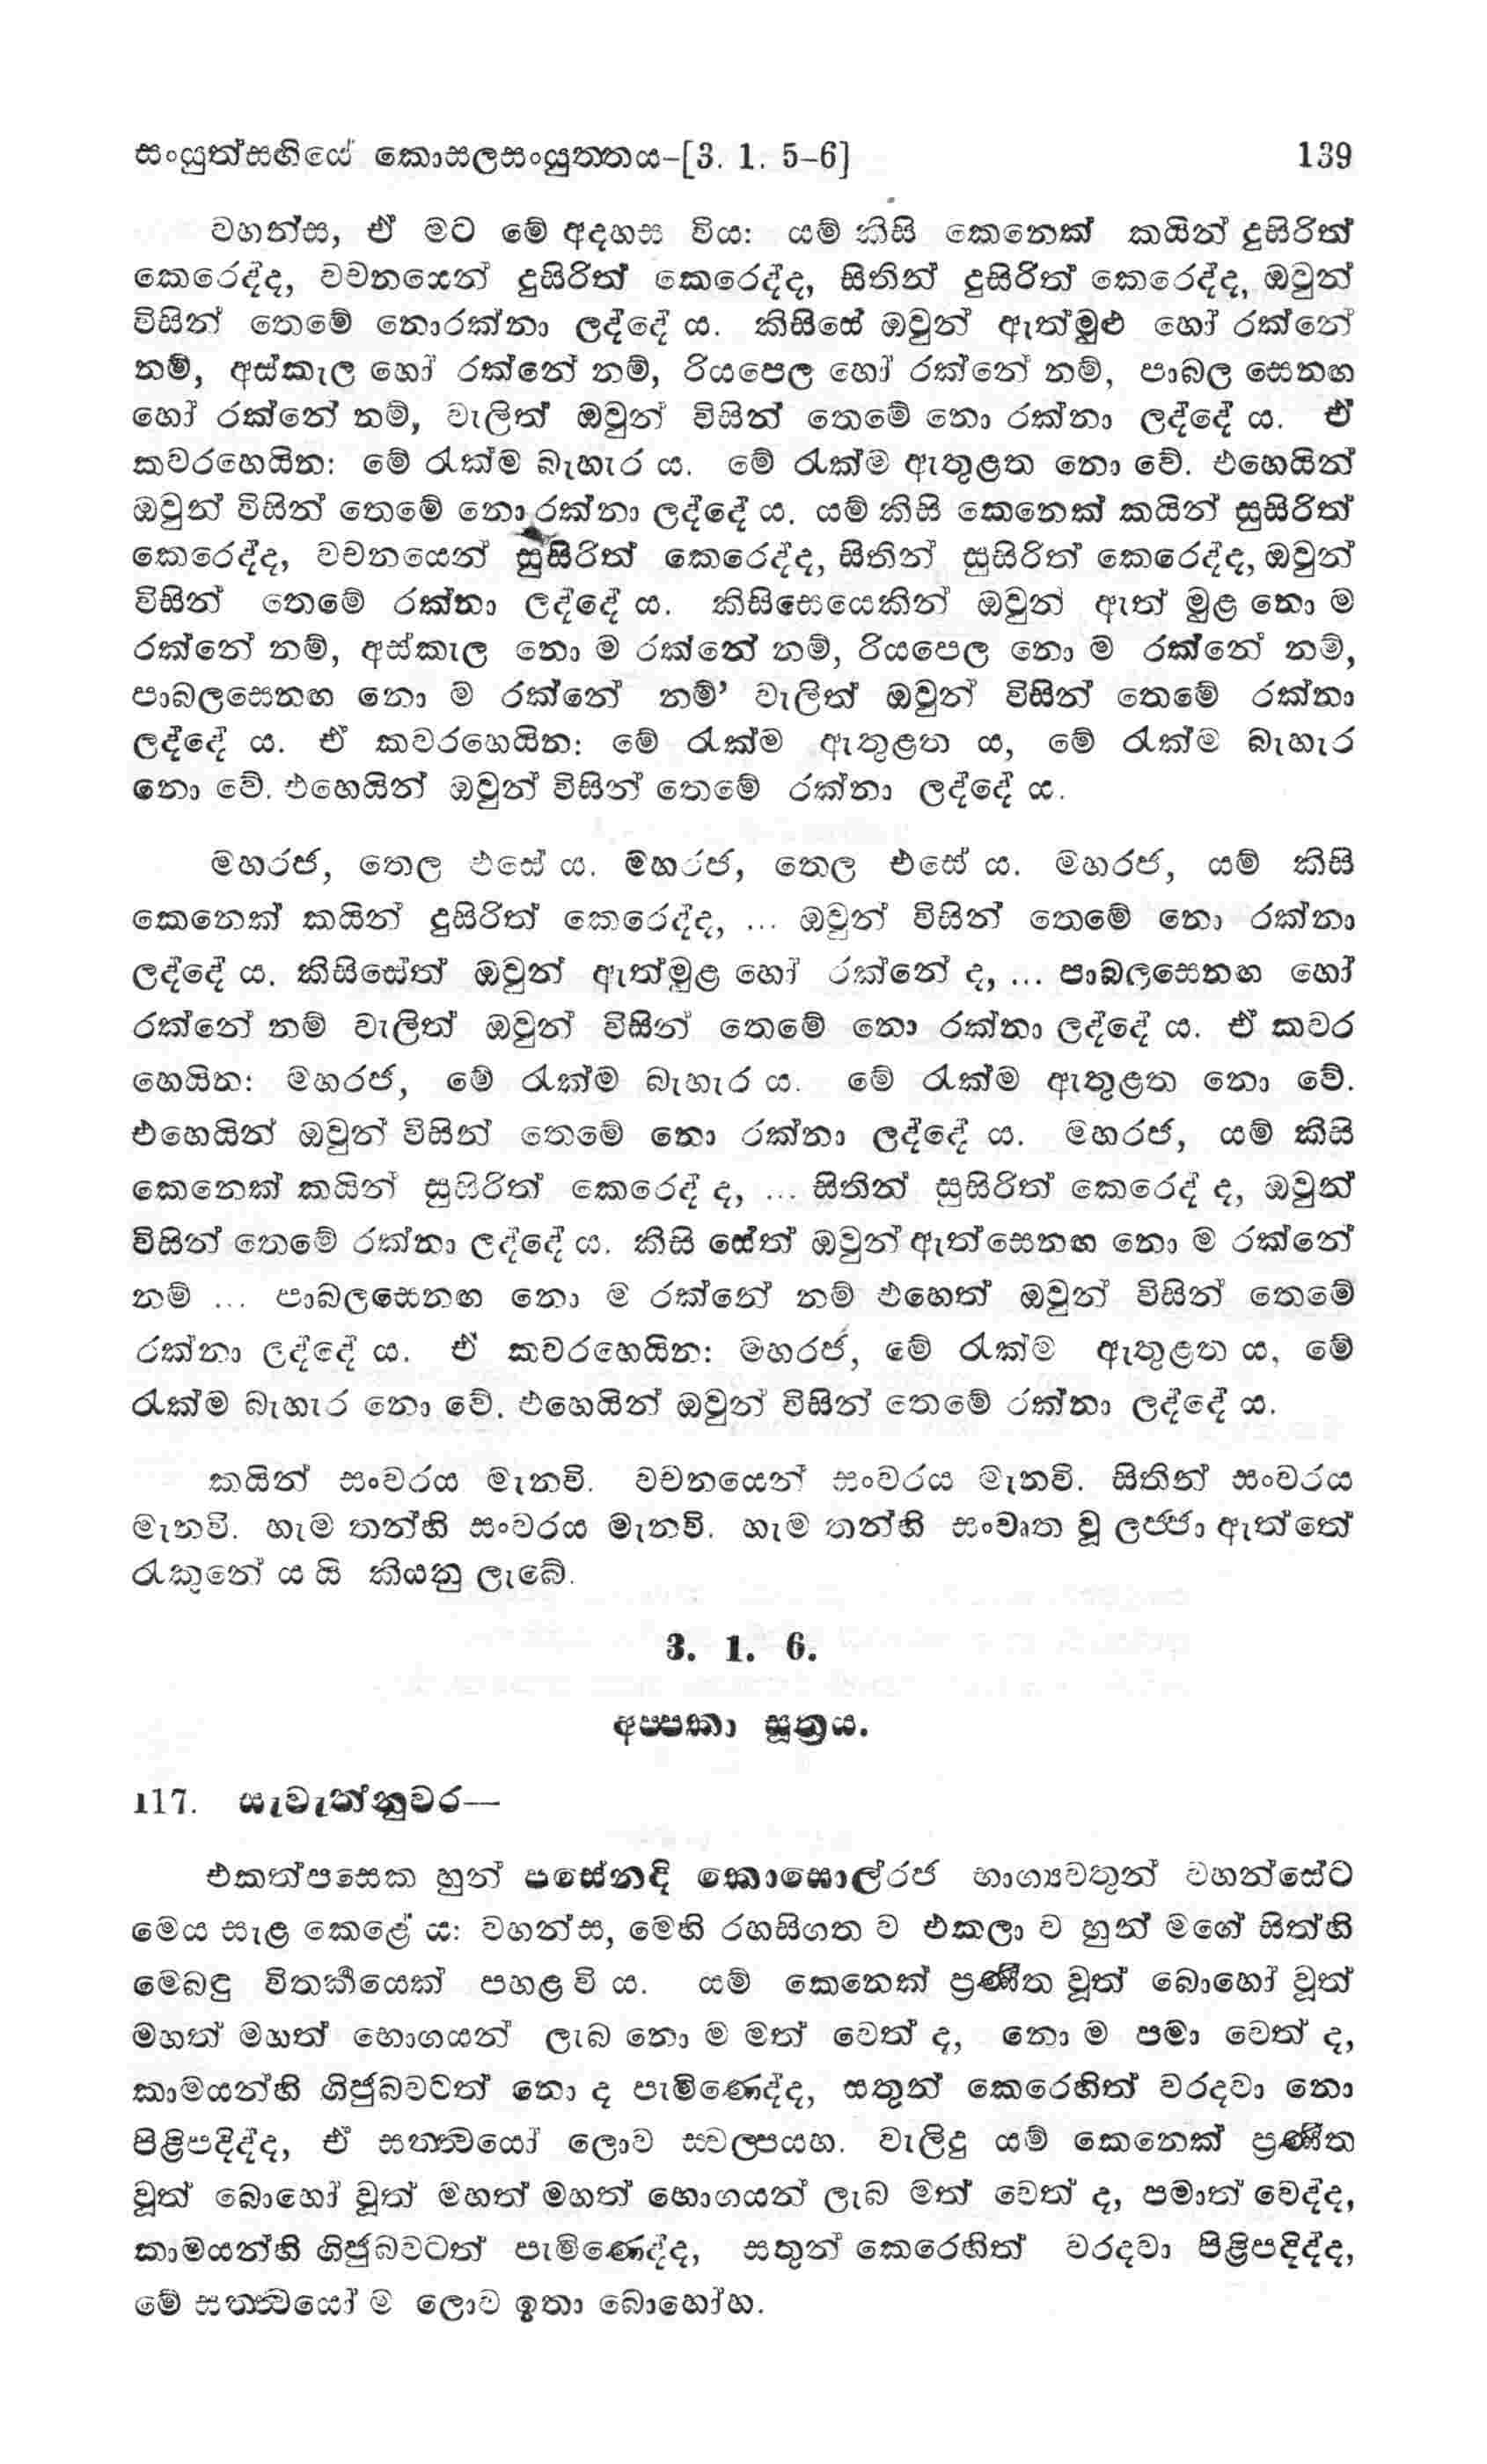 සංයුත්සඟියේ කොසලසංයුත්තය-[3. 1. 5-6] 139
වහන්ස, ඒ මට මේ අදහස විය: යම් කිසි කෙනෙක් කයින් දුසිරිත්
කෙරෙද්ද, වචනයෙන් දුසිරිත් කෙරෙද්ද, සිතින් දුසිරිත් කෙරෙද්ද, ඔවුන්
විසින් තෙමේ නොරක්නා ලද්දේ ය. කිසිසේ ඔවුන් ඇත්මුළු හෝ රක්නේ
නම්, අස්කැල හෝ රක්නේ නම්, රියපෙල හෝ රක්නේ නම්, පාබල සෙනඟ
හෝ රක්නේ නම්, වැලිත් ඔවුන් විසින් තෙමේ නො රක්නා ලද්දේ ය. ඒ
කවරහෙයින: මේ රැක්ම බැහැර ය. මේ රැක්ම ඇතුළත නො වේ. එහෙයින්
ඔවුන් විසින් තෙමේ නො රක්නා ලද්දේ ය. යම් කිසි කෙනෙක් කයින් සුසිරිත්
කෙරෙද්ද, වචනයෙන් සුසිරිත් කෙරෙද්ද, සිතින් සුසිරිත් කෙරෙද්ද, ඔවුන්
විසින් තෙමේ රක්නා ලද්දේ ය. කිසිසෙයෙකින් ඔවුන් ඇත් මුළ නො ම
රක්නේ නම්, අස්කැල නො ම රක්නේ නම්, රියපෙල නො ම රක්නේ නම්,
පාබලසෙනඟ නො ම රක්නේ නම්’ වැලිත් ඔවුන් විසින් තෙමේ රක්නා
ලද්දේ ය. ඒ කවරහෙයින: මේ රැක්ම ඇතුළත ය, මේ රැක්ම බැහැර
නො වේ. එහෙයින් ඔවුන් විසින් තෙමේ රක්නා ලද්දේ ය.
මහරජ, තෙල එසේ ය. මහරජ, තෙල එසේ ය. මහරජ, යම් කිසි
කෙනෙක් කයින් දුසිරිත් කෙරෙද්ද, ... ඔවුන් විසින් තෙමේ නො රක්නා
ලද්දේ ය. කිසිසේත් ඔවුන් ඇත්මුළ හෝ රක්නේ ද, ... පාබලසෙනඟ හෝ
රක්නේ නම් වැලිත් ඔවුන් විසින් තෙමේ නො රක්නා ලද්දේ ය. ඒ කවර
හෙයින: මහරජ, මේ රැක්ම බැහැර ය. මේ රැක්ම ඇතුළත නො වේ.
එහෙයින් ඔවුන් විසින් තෙමේ නො රක්නා ලද්දේ ය. මහරජ, යම් කිසි
කෙනෙක් කයින් සුසිරිත් කෙරෙද් ද, ... සිතින් සුසිරිත් කෙරෙද් ද, ඔවුන්
විසින් තෙමේ රක්නා ලද්දේ ය. කිසි සේත් ඔවුන් ඇත්සෙනඟ නො ම රක්නේ
නම් ... පාබලසෙනඟ නො ම රක්නේ නම් එහෙත් ඔවුන් විසින් තෙමේ
රක්නා ලද්දේ ය. ඒ කවරහෙයින: මහරජ, මේ රැක්ම ඇතුළත ය, මේ
රැක්ම බැහැර නො වේ. එහෙයින් ඔවුන් විසින් තෙමේ රක්නා ලද්දේ ය.
කයින් සංවරය මැනවි. වචනයෙන් සංවරය මැනවි. සිතින් සංවරය
මැනවි. හැම තන්හි සංවරය මැනවි. හැම තන්හි සංවෘත වූ ලජ්ජා ඇත්තේ
රැකුනේ ය යි කියනු ලැබේ.
3. 1. 6.
අප්පකා සූත්‍රය.
117. සැවැත්නුවර—
එකත්පසෙක හුන් පසේනදි කොසොල්රජ භාග්‍යවතුන් වහන්සේට
මෙය සැළ කෙළේ ය: වහන්ස, මෙහි රහසිගත ව එකලා ව හුන් මගේ සිත්හි
මෙබඳු විතර්කයෙක් පහළ වි ය. යම් කෙනෙක් ප්‍රණීත වූත් බොහෝ වූත්
මහත් මහත් භොගයන් ලැබ නො ම මත් වෙත් ද, නො ම පමා වෙත් ද,
කාමයන්හි ගිජුබවටත් නො ද පැමිණෙද්ද, සතුන් කෙරෙහිත් වරදවා නො
පිළිපදිද්ද, ඒ සත්ත්‍වයෝ ලොව ස්වල්පයහ. වැලිදු යම් කෙනෙක් ප්‍රණීත
වූත් බොහෝ වූත් මහත් මහත් භොගයන් ලැබ මත් වෙත් ද, පමාත් වෙද්ද,
කාමයන්හි ගිජුබවටත් පැමිණෙද්ද, සතුන් කෙරෙහිත් වරදවා පිළිපදිද්ද,
මේ සත්ත්‍වයෝ ම ලොව ඉතා බොහෝහ.